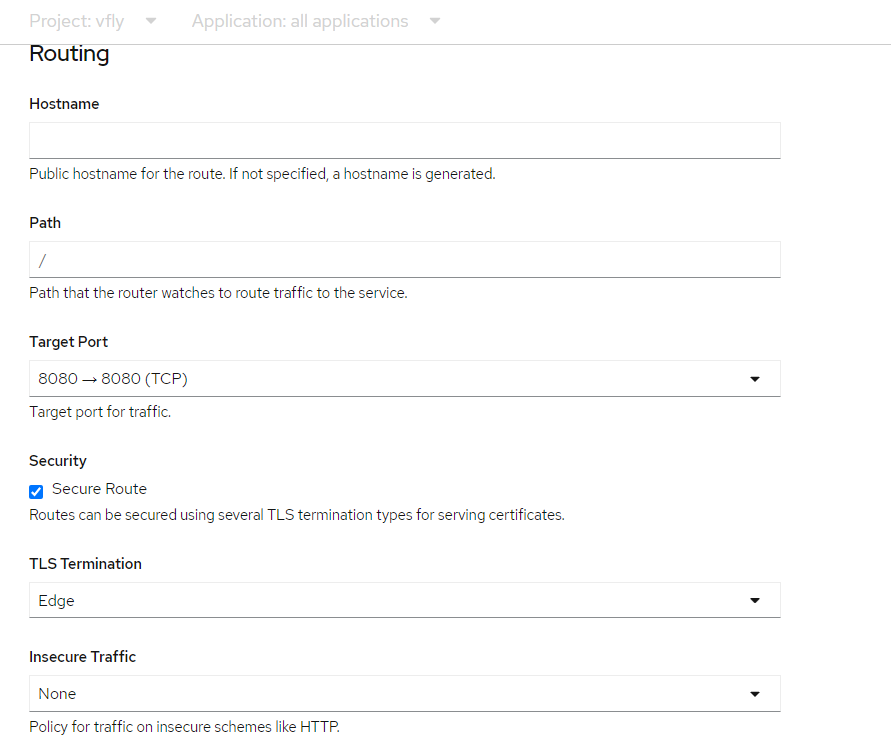 Project: vfly Application: all applications
Routing
Hostname
Public hostname for the route. If not specified, a hostname is generated.
Path
/
Path that the router watches to route traffic to the service.
Target Port
8080 → 8080 (TCP)
Target port for traffic.
Security
Secure Route
Routes can be secured using several TLS termination types for serving certificates.
TLS Termination
Edge
Insecure Traffic
None
Policy for traffic on insecure schemes like HTTP.